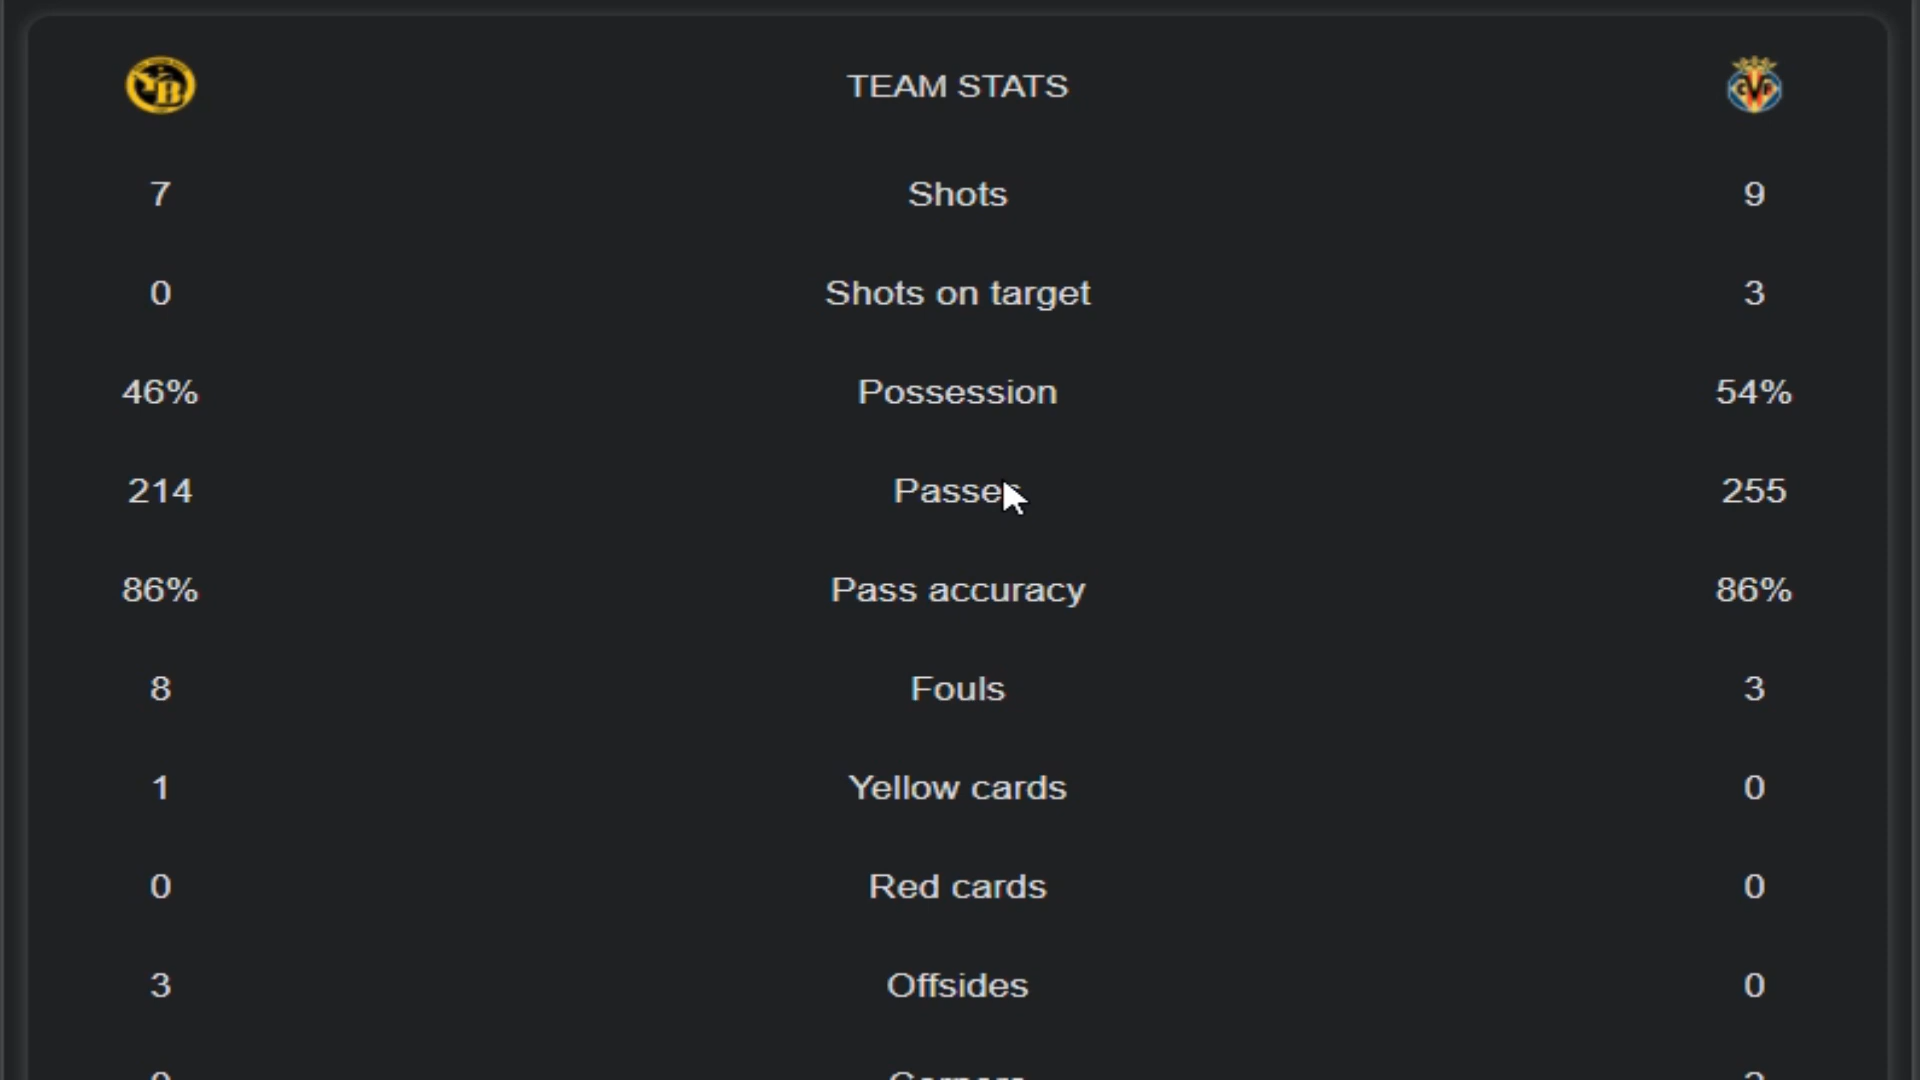 TEAM STATS
7 Shots 9
0 Shots on target 3
46% Possession 54%
214 Passes 255
86% Pass accuracy 86%
8 Fouls 3
1 Yellow cards 0
0 Red cards 0
3 Offsides 0
Corners